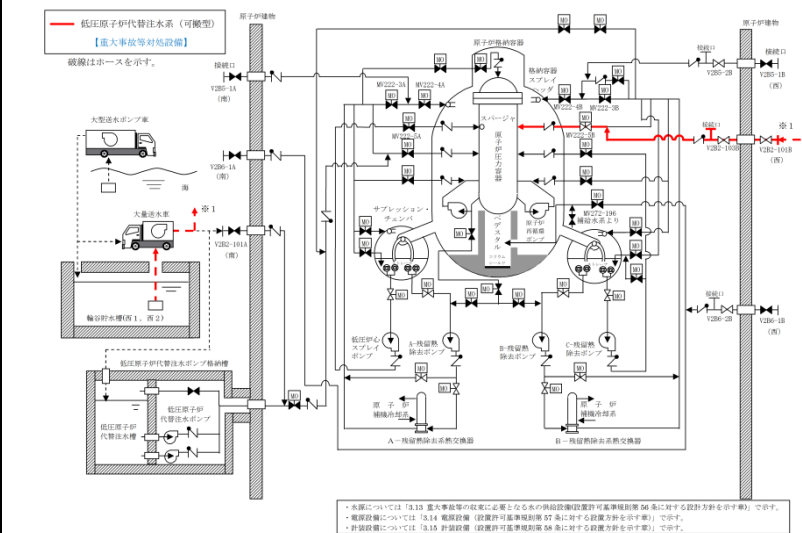 低圧原子炉代替注水系（可搬型）
【重大事故等対処設備】
破線はホースを示す。
原子炉建物
原子炉建物
接続口
V2B5-1A
(南)
大型送水ポンプ車
海
V2B6-1A
(南)
大量送水車
※1
V2B2-101A
(南)
輪谷貯水槽(西1、西2)
低圧原子炉代替注水ポンプ格納槽
低圧原子炉
代替注水ポンプ
低圧原子炉
代替注水槽
原子炉格納容器
格納容器
スプレイ
ヘッダ
MV222-3A
MV222-4A
MV222-4B
MV222-3B
MV222-5A
MV222-5B
スパージャ
原子炉圧力容器
サプレッション・
チェンバ
ペデスタル
原子炉
再循環
ポンプ
MV272-196
補給水系より
接続口
V2B5-2B
接続口
V2B5-1B
(西)
接続口
V2B2-103B
※1
V2B2-101B
(西)
接続口
V2B6-2B
V2B6-1B
(西)
低圧炉心
スプレイ
ポンプ
A-残留熱
除去ポンプ
B-残留熱
除去ポンプ
C-残留熱
除去ポンプ
原子炉
補機冷却系
原子炉
補機冷却系
A－残留熱除去系熱交換器
B－残留熱除去系熱交換器
MO
・水源については「3.13 重大事故等の収束に必要となる水の供給設備(設置許可基準規則第56条に対する設計方針を示す章)」で示す。
・電源設備については「3.14 電源設備（設置許可基準規則第57条に対する設置方針を示す章）」で示す。
・計装設備については「3.15 計装設備（設置許可基準規則第58条に対する設計方針を示す章）」で示す。